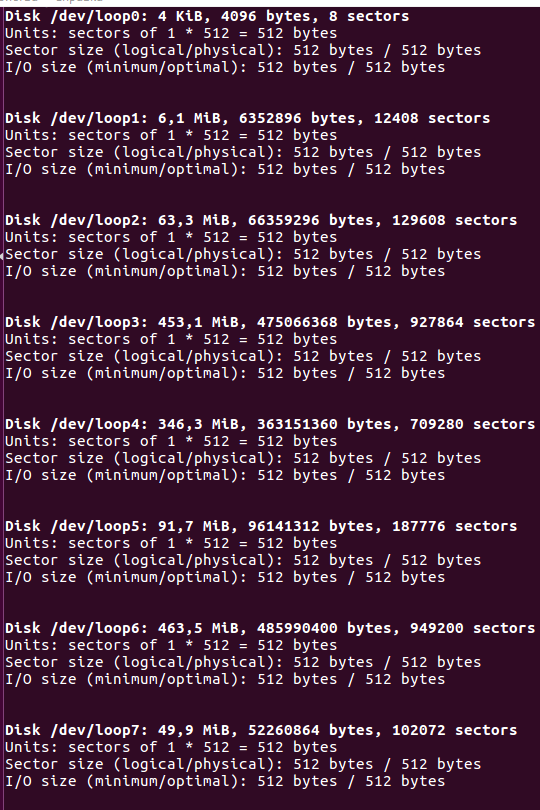 Disk /dev/loop0: 4 KiB, 4096 bytes, 8 sectors
Units: sectors of 1 * 512 = 512 bytes
Sector size (logical/physical): 512 bytes / 512 bytes
I/O size (minimum/optimal): 512 bytes / 512 bytes
Disk /dev/loop1: 6,1 MiB, 6352896 bytes, 12408 sectors
Units: sectors of 1 * 512 = 512 bytes
Sector size (logical/physical): 512 bytes / 512 bytes
I/O size (minimum/optimal): 512 bytes / 512 bytes
Disk /dev/loop2: 63,3 MiB, 66359296 bytes, 129608 sectors
Units: sectors of 1 * 512 = 512 bytes
Sector size (logical/physical): 512 bytes / 512 bytes
I/O size (minimum/optimal): 512 bytes / 512 bytes
Disk /dev/loop3: 453,1 MiB, 475066368 bytes, 927864 sectors
Units: sectors of 1 * 512 = 512 bytes
Sector size (logical/physical): 512 bytes / 512 bytes
I/O size (minimum/optimal): 512 bytes / 512 bytes
Disk /dev/loop4: 346,3 MiB, 363151360 bytes, 709280 sectors
Units: sectors of 1 * 512 = 512 bytes
Sector size (logical/physical): 512 bytes / 512 bytes
I/O size (minimum/optimal): 512 bytes / 512 bytes
Disk /dev/loop5: 91,7 MiB, 96141312 bytes, 187776 sectors
Units: sectors of 1 * 512 = 512 bytes
Sector size (logical/physical): 512 bytes / 512 bytes
I/O size (minimum/optimal): 512 bytes / 512 bytes
Disk /dev/loop6: 463,5 MiB, 485990400 bytes, 949200 sectors
Units: sectors of 1 * 512 = 512 bytes
Sector size (logical/physical): 512 bytes / 512 bytes
I/O size (minimum/optimal): 512 bytes / 512 bytes
Disk /dev/loop7: 49,9 MiB, 52260864 bytes, 102072 sectors
Units: sectors of 1 * 512 = 512 bytes
Sector size (logical/physical): 512 bytes / 512 bytes
I/O size (minimum/optimal): 512 bytes / 512 bytes